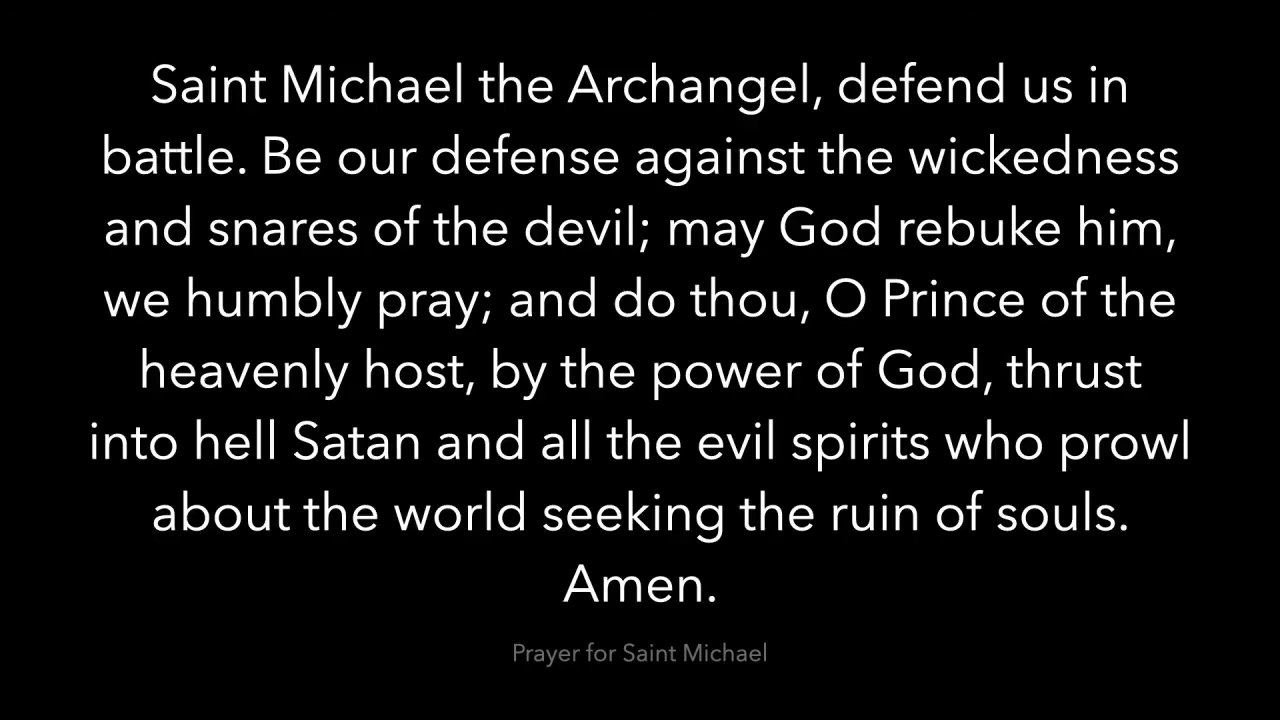 Saint Michael the Archangel, defend us in
battle. Be our defense against the wickedness
and snares of the devil; may God rebuke him,
we humbly pray; and do thou, O Prince of the
heavenly host, by the power of God, thrust
into hell Satan and all the evil spirits who prowl
about the world seeking the ruin of souls.
Amen.
Prayer for Saint Michael